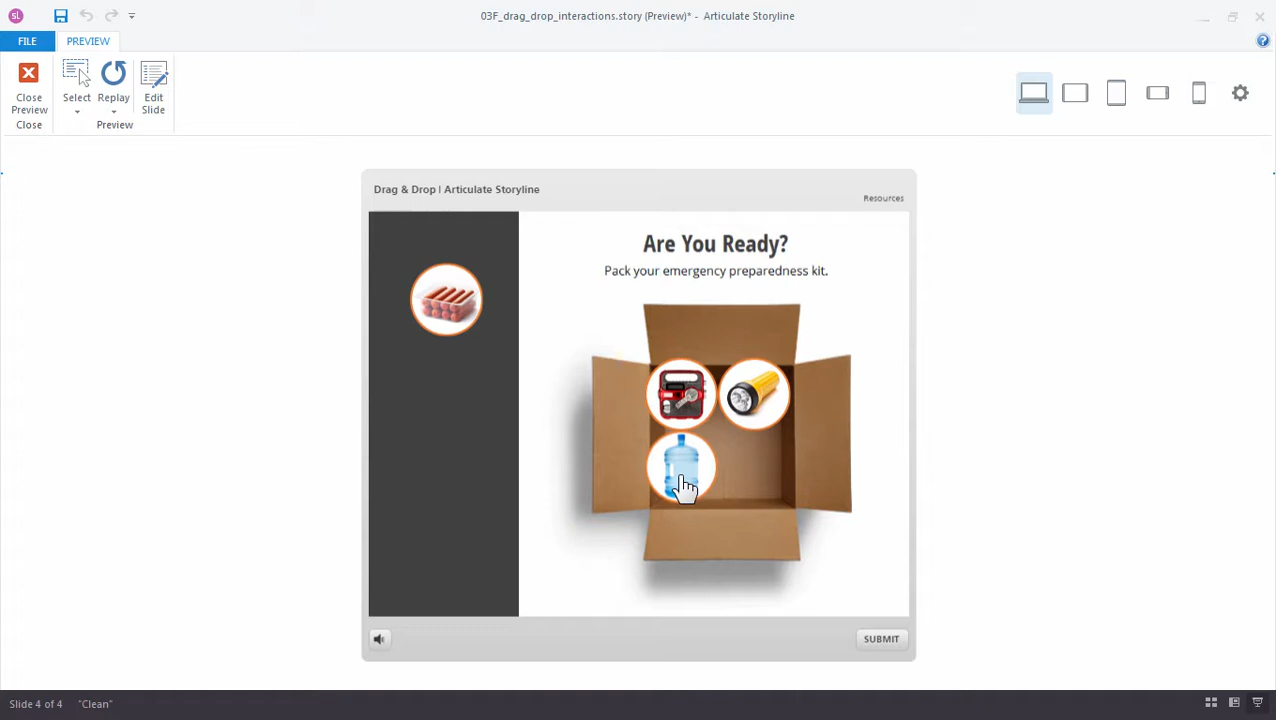 sl
03F_drag_drop_interactions.story (Preview)* - Articulate Storyline
FILE
PREVIEW
Close Preview
Select
Replay
Edit Slide
Close
Preview
Drag & Drop | Articulate Storyline
Resources
Are You Ready?
Pack your emergency preparedness kit.
SUBMIT
Slide 4 of 4
"Clean"